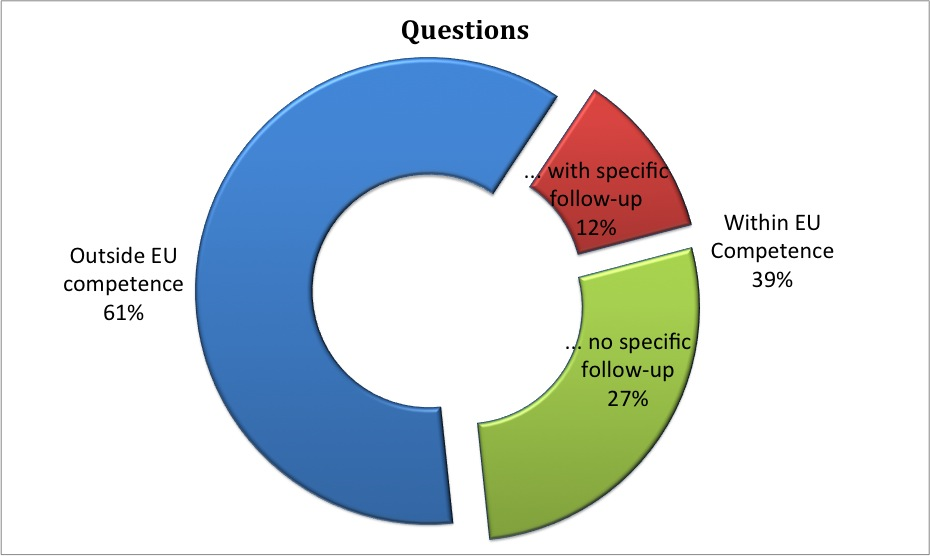 Questions
Outside EU
competence
61%
... with specific
follow-up
12%
Within EU
Competence
39%
... no specific
follow-up
27%